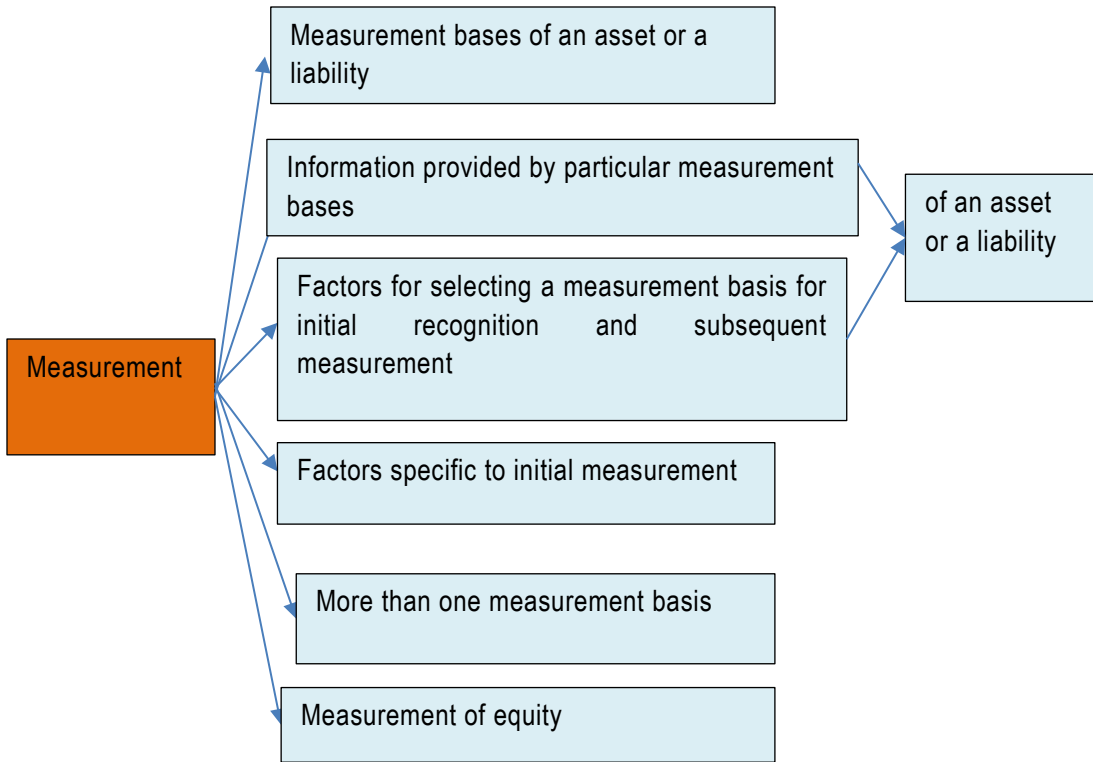 Measurement bases of an asset or a
liability
Information provided by particular measurement
bases
of an asset
or a liability
Factors for selecting a measurement basis for
initial recognition and subsequent
measurement
Measurement
Factors specific to initial measurement
More than one measurement basis
Measurement of equity